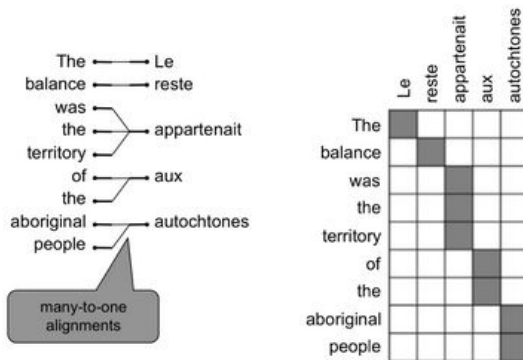 The Le
balance reste
was
the appartenait
territory
of
the aux
aboriginal autochtones
people
many-to-one
alignments
Le
reste
appartenait
aux
autochtones
The
balance
was
the
territory
of
the
aboriginal
people